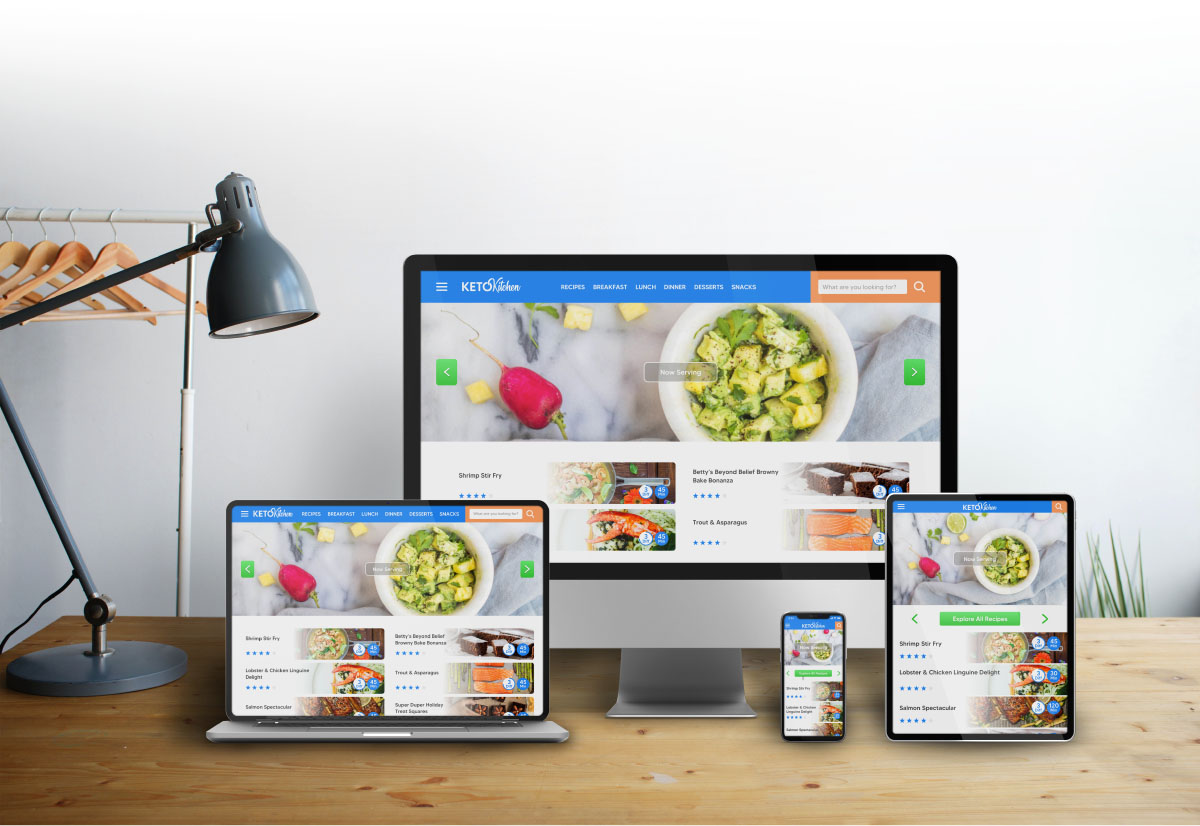 KETO Kitchen
RECIPES BREAKFAST LUNCH DINNER DESSERTS SNACKS
What are you looking for?
Now Serving
Shrimp Stir Fry
3
45
Betty's Beyond Belief Browny
Bake Bonanza
3
45
3
45
Trout & Asparagus
3
KETO Kitchen
RECIPES BREAKFAST LUNCH DINNER DESSERTS SNACKS
What are you looking for?
Now Serving
Shrimp Stir Fry
3
45
Betty's Beyond Belief
Browny Bake Bonanza
3
45
Lobster & Chicken Linguine
Delight
3
45
Trout & Asparagus
3
45
Salmon Spectacular
Super Duper Holiday
Treat Squares
KETO Kitchen
Explore All Recipes
Shrimp Stir Fry
Lobster & Chicken
Linguine Delight
Salmon Spectacular
KETO Kitchen
Now Serving
Explore All Recipes
Shrimp Stir Fry
3
45
Lobster & Chicken Linguine Delight
3
30
Salmon Spectacular
3
120